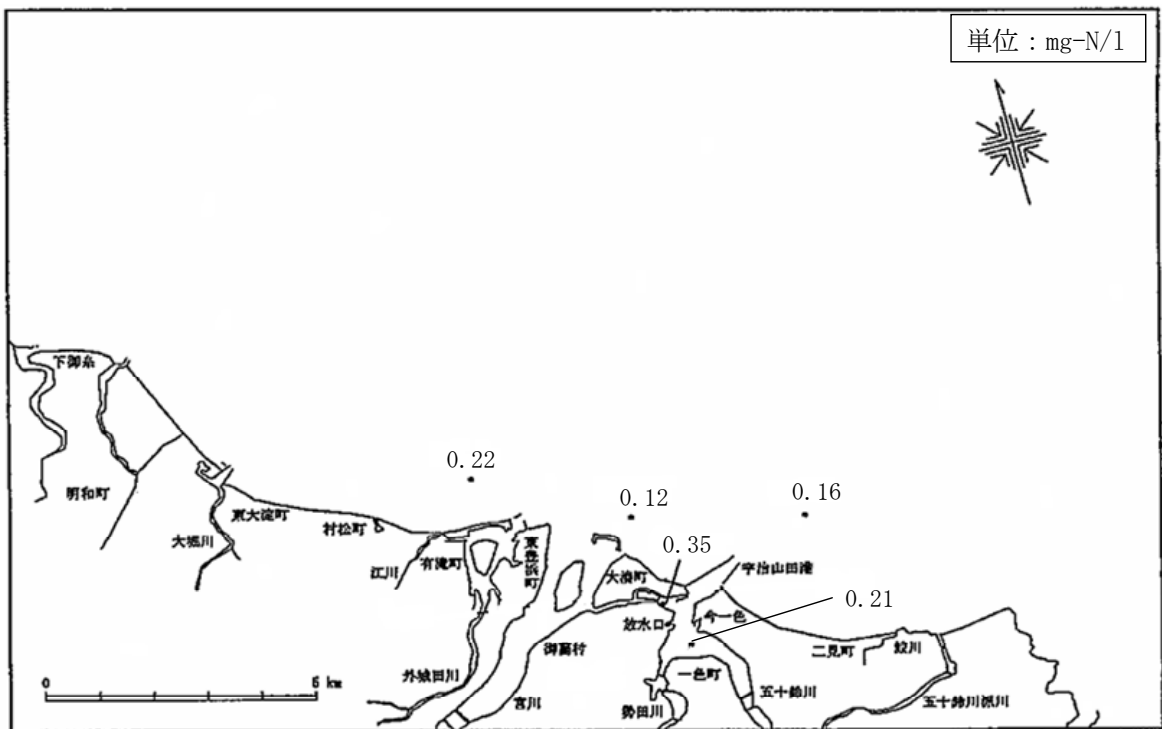 単位：mg-N/l
下御糸
0.22
明和町
0.12
0.16
東大淀町
村松町
大堀川
0.35
江川
有滝町
東豊浜町
大湊町
宇治山田港
0.21
放水口
今一色
御薗村
二見町
鮫川
外城田川
一色町
0
5 km
宮川
勢田川
五十鈴川
五十鈴川派川